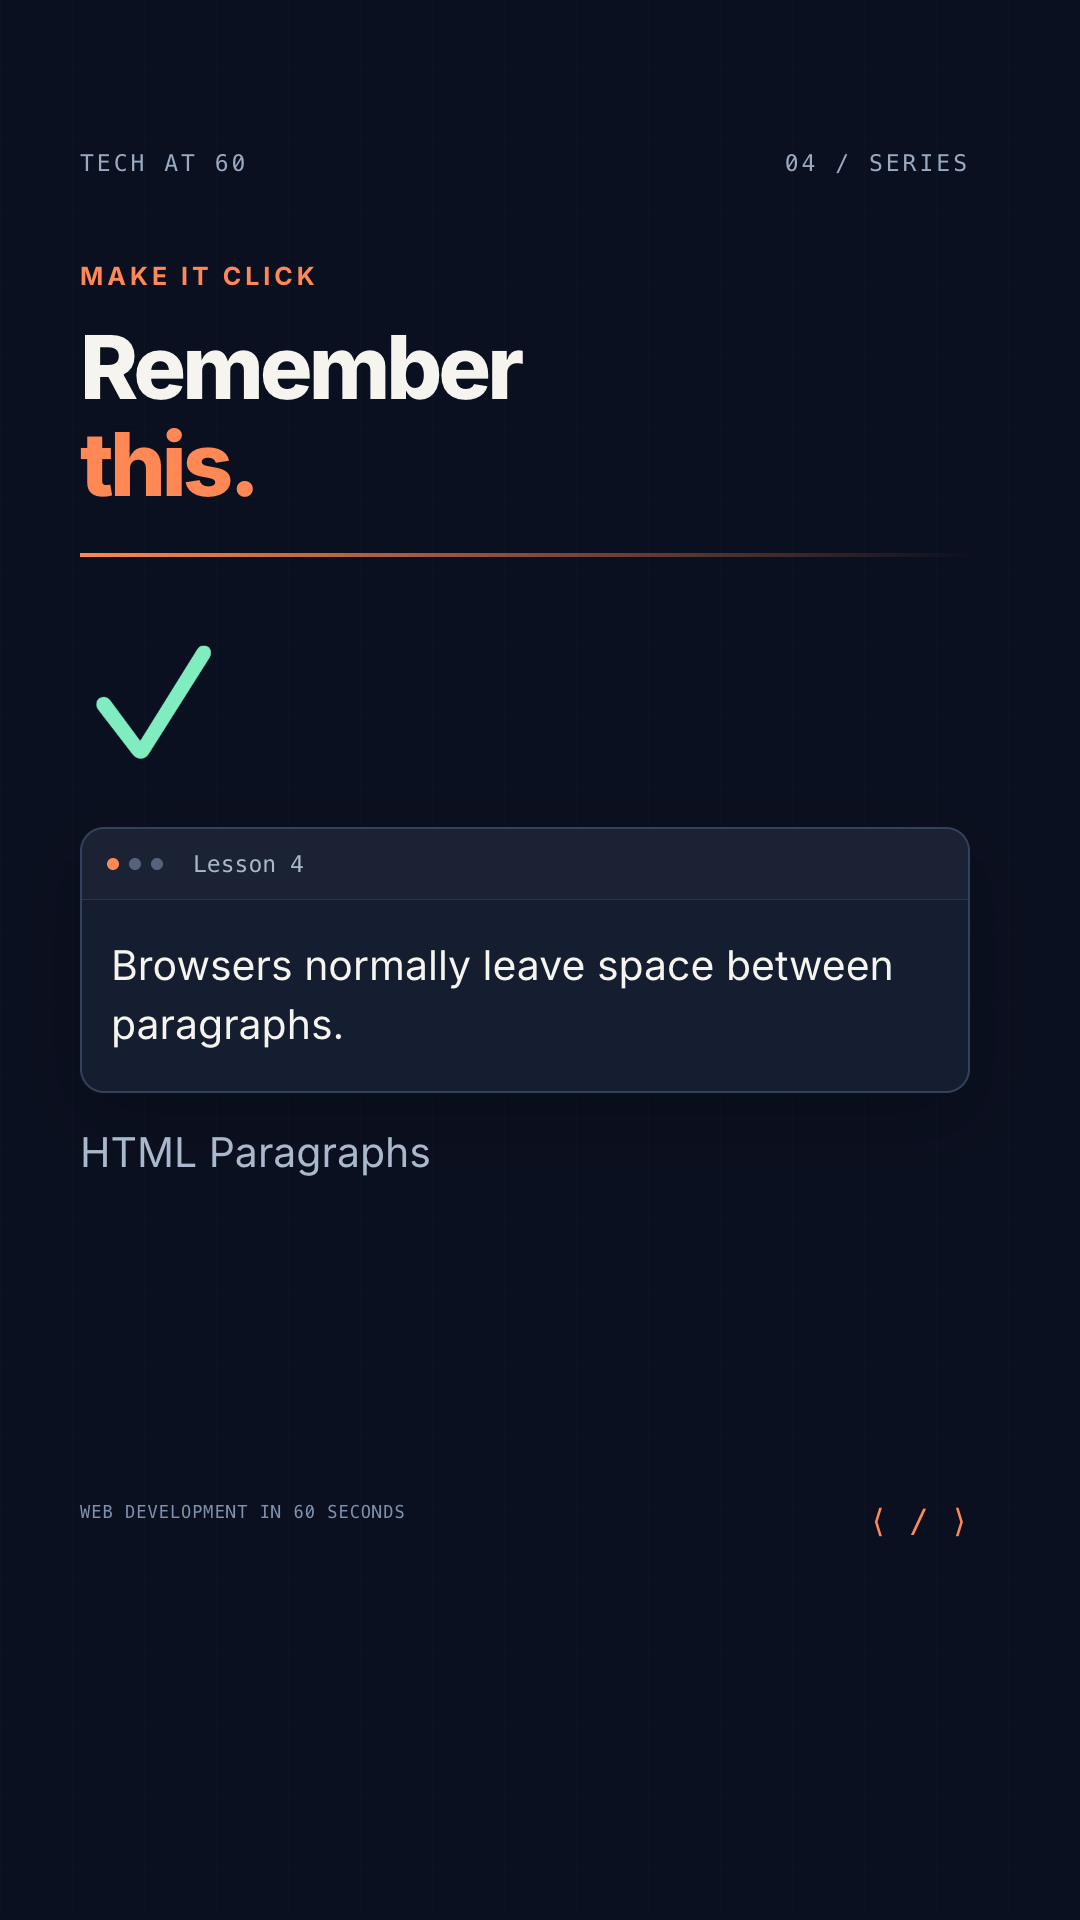 TECH AT 60
04 / SERIES
MAKE IT CLICK
Remember
this.
Lesson 4
Browsers normally leave space between
paragraphs.
HTML Paragraphs
WEB DEVELOPMENT IN 60 SECONDS
⟨ / ⟩